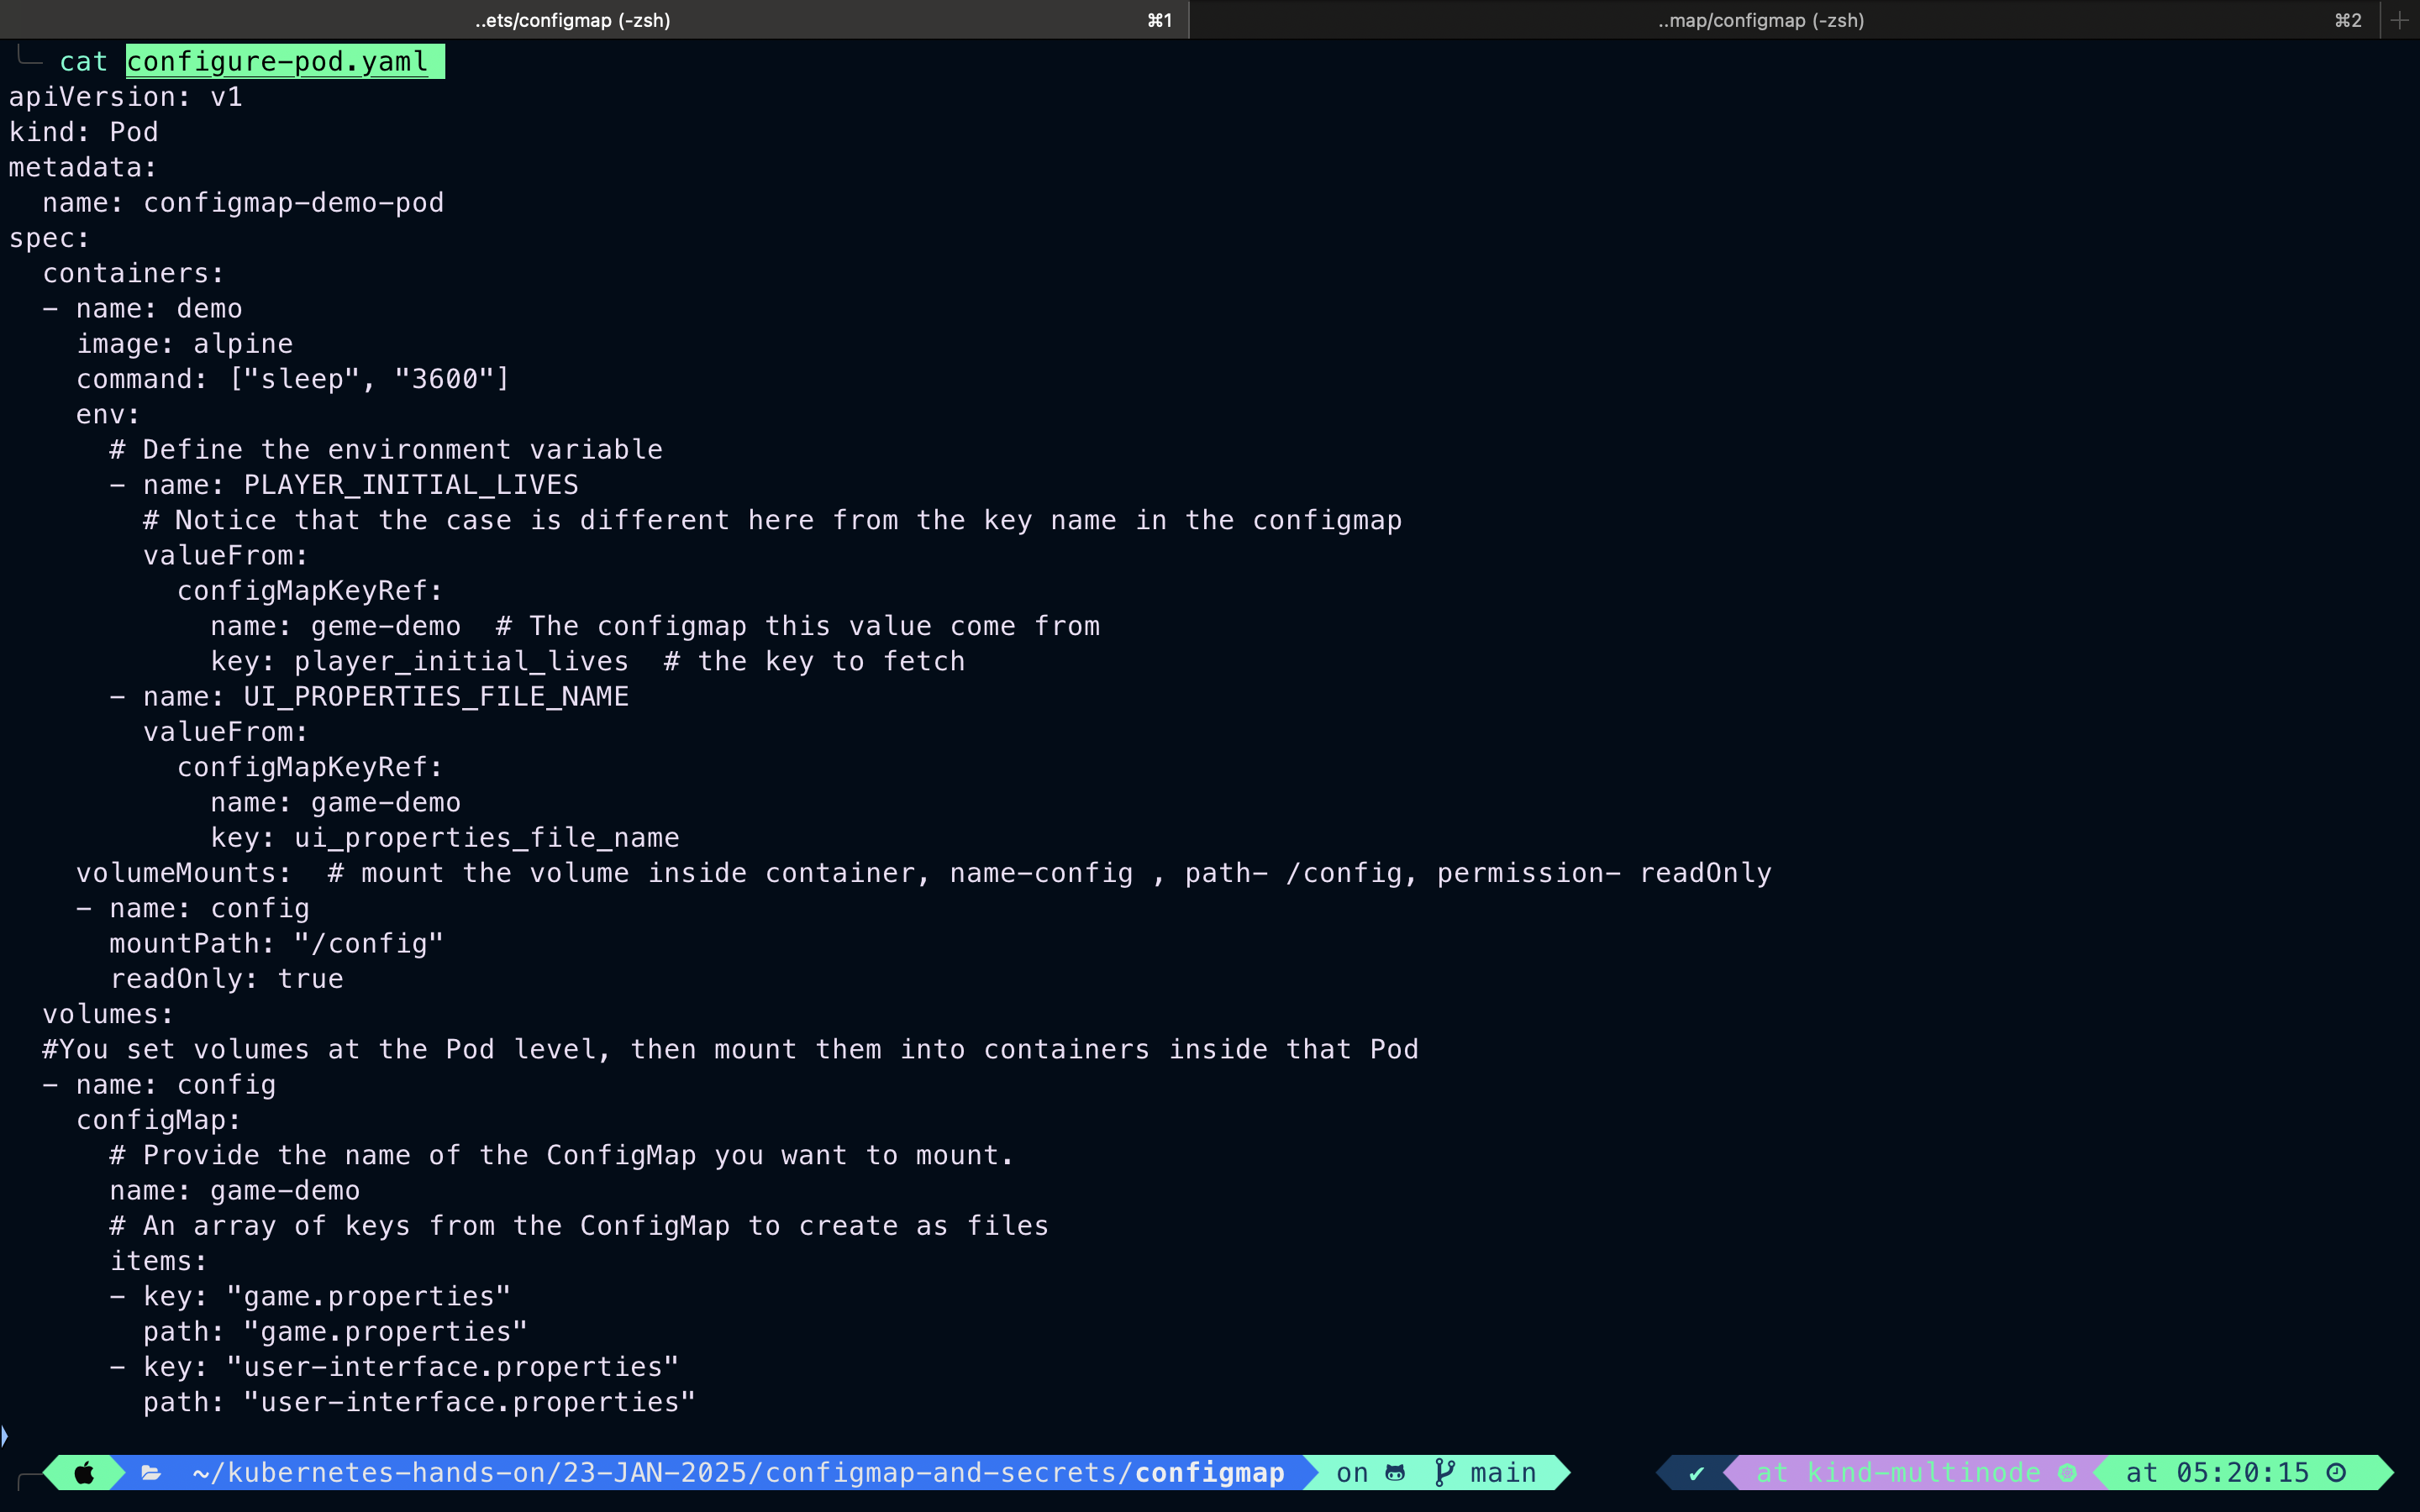 ..ets/configmap (-zsh) ⌘1 ..map/configmap (-zsh) ⌘2
cat configure-pod.yaml
apiVersion: v1
kind: Pod
metadata:
  name: configmap-demo-pod
spec:
  containers:
  - name: demo
    image: alpine
    command: ["sleep", "3600"]
    env:
      # Define the environment variable
      - name: PLAYER_INITIAL_LIVES
        # Notice that the case is different here from the key name in the configmap
        valueFrom:
          configMapKeyRef:
            name: geme-demo  # The configmap this value come from
            key: player_initial_lives  # the key to fetch
      - name: UI_PROPERTIES_FILE_NAME
        valueFrom:
          configMapKeyRef:
            name: game-demo
            key: ui_properties_file_name
    volumeMounts:  # mount the volume inside container, name-config , path- /config, permission- readOnly
    - name: config
      mountPath: "/config"
      readOnly: true
  volumes:
  #You set volumes at the Pod level, then mount them into containers inside that Pod
  - name: config
    configMap:
      # Provide the name of the ConfigMap you want to mount.
      name: game-demo
      # An array of keys from the ConfigMap to create as files
      items:
      - key: "game.properties"
        path: "game.properties"
      - key: "user-interface.properties"
        path: "user-interface.properties"
~/kubernetes-hands-on/23-JAN-2025/configmap-and-secrets/configmap on main ✔ at kind-multinode at 05:20:15